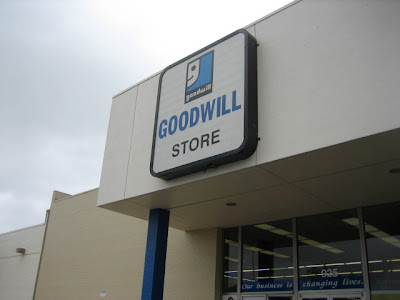 goodwill
GOODWILL
STORE
935
Our business is changing lives.